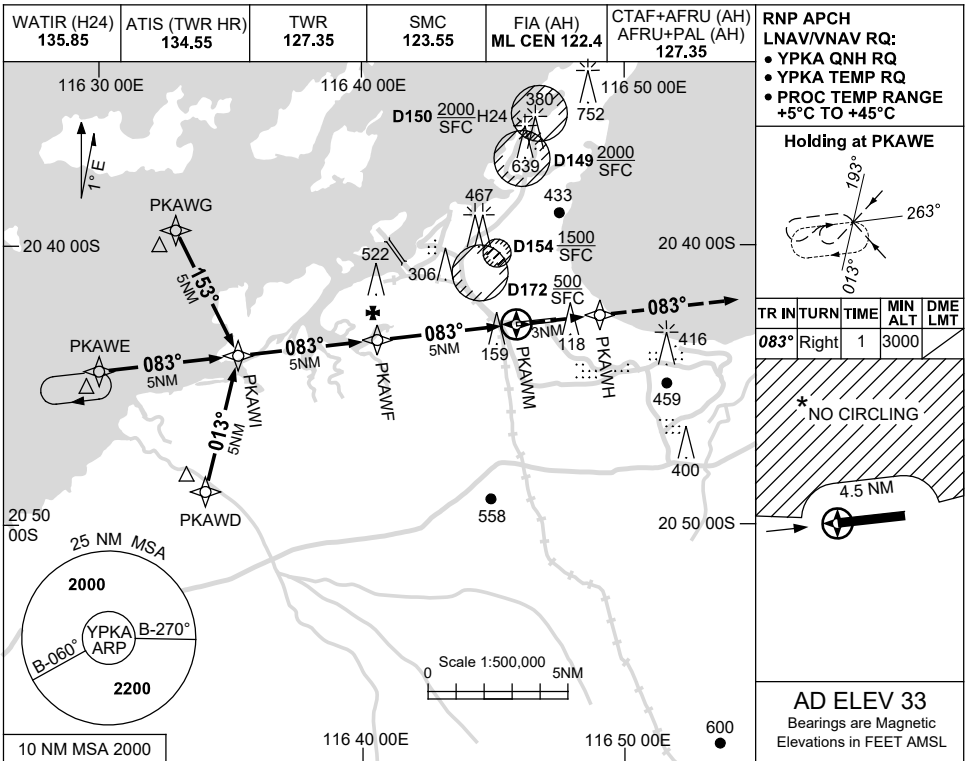 WATIR (H24)
135.85
ATIS (TWR HR)
134.55
TWR
127.35
SMC
123.55
FIA (AH)
ML CEN 122.4
CTAF+AFRU (AH)
AFRU+PAL (AH)
127.35
RNP APCH
LNAV/VNAV RQ:
• YPKA QNH RQ
• YPKA TEMP RQ
• PROC TEMP RANGE
+5°C TO +45°C
116 30 00E
116 40 00E
116 50 00E
1° E
D150 2000
SFC H24
380
752
639
D149 2000
SFC
467
433
PKAWG
20 40 00S
20 40 00S
522
306
D154 1500
SFC
D172 500
SFC
153°
5NM
083°
PKAWE
083°
5NM
083°
5NM
083°
5NM
3NM
159
118
416
PKAWI
PKAWF
PKAWM
PKAWH
459
013°
5NM
400
PKAWD
558
20 50
00S
20 50 00S
25 NM MSA
2000
YPKA
ARP
B-270°
B-060°
2200
10 NM MSA 2000
Scale 1:500,000
0
5NM
116 40 00E
116 50 00E
600
Holding at PKAWE
193°
263°
013°
TR IN
TURN
TIME
MIN
ALT
DME
LMT
083°
Right
1
3000
*NO CIRCLING
4.5 NM
AD ELEV 33
Bearings are Magnetic
Elevations in FEET AMSL